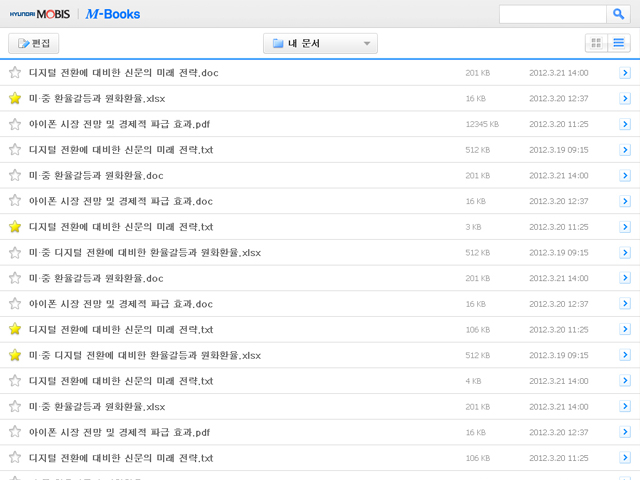 HYUNDAI MOBIS M-Books
편집 내 문서
디지털 전환에 대비한 신문의 미래 전략.doc 201 KB 2012.3.21 14:00
미·중 환율갈등과 원화환율.xlsx 16 KB 2012.3.20 12:37
아이폰 시장 전망 및 경제적 파급 효과.pdf 12345 KB 2012.3.20 11:25
디지털 전환에 대비한 신문의 미래 전략.txt 512 KB 2012.3.19 09:15
미·중 환율갈등과 원화환율.doc 201 KB 2012.3.21 14:00
아이폰 시장 전망 및 경제적 파급 효과.doc 16 KB 2012.3.20 12:37
디지털 전환에 대비한 신문의 미래 전략.txt 3 KB 2012.3.20 11:25
미·중 디지털 전환에 대비한 환율갈등과 원화환율.xlsx 512 KB 2012.3.19 09:15
미·중 환율갈등과 원화환율.doc 201 KB 2012.3.21 14:00
아이폰 시장 전망 및 경제적 파급 효과.doc 16 KB 2012.3.20 12:37
디지털 전환에 대비한 신문의 미래 전략.txt 106 KB 2012.3.20 11:25
미·중 디지털 전환에 대비한 환율갈등과 원화환율.xlsx 512 KB 2012.3.19 09:15
디지털 전환에 대비한 신문의 미래 전략.txt 4 KB 2012.3.21 14:00
미·중 환율갈등과 원화환율.xlsx 201 KB 2012.3.21 14:00
아이폰 시장 전망 및 경제적 파급 효과.pdf 16 KB 2012.3.20 12:37
디지털 전환에 대비한 신문의 미래 전략.txt 106 KB 2012.3.20 11:25